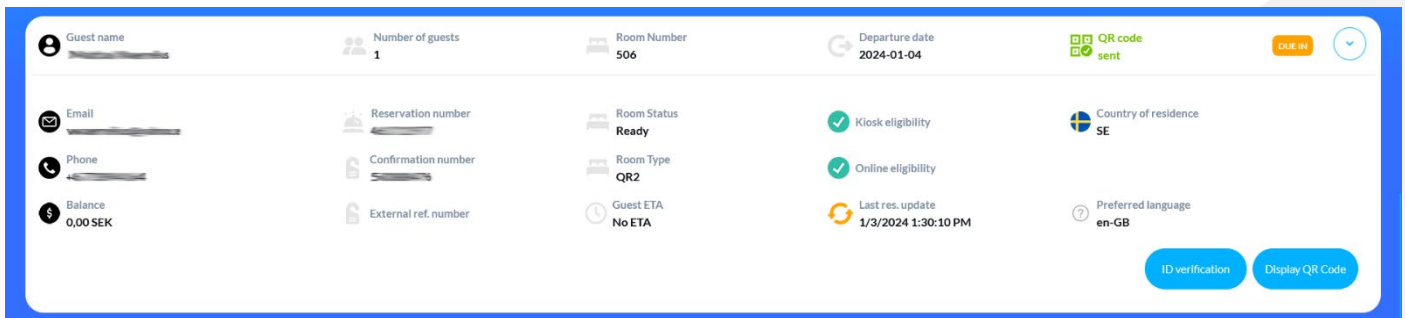 Guest name
Number of guests
1
Room Number
506
Departure date
2024-01-04
QR code
sent
DUE IN
Email
Reservation number
Room Status
Ready
Kiosk eligibility
Country of residence
SE
Phone
Confirmation number
Room Type
QR2
Online eligibility
Balance
0,00 SEK
External ref. number
Guest ETA
No ETA
Last res. update
1/3/2024 1:30:10 PM
Preferred language
en-GB
ID verification
Display QR Code